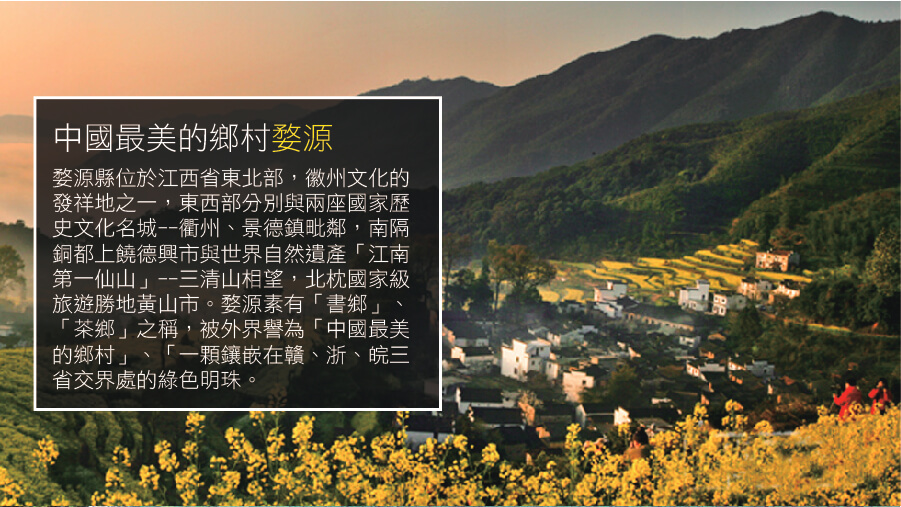 中國最美的鄉村婺源
婺源縣位於江西省東北部，徽州文化的
發祥地之一，東西部分別與兩座國家歷
史文化名城--衢州、景德鎮毗鄰，南隔
銅都上饒德興市與世界自然遺產「江南
第一仙山」--三清山相望，北枕國家級
旅遊勝地黃山市。婺源素有「書鄉」、
「茶鄉」之稱，被外界譽為「中國最美
的鄉村」、「一顆鑲嵌在贛、浙、皖三
省交界處的綠色明珠。